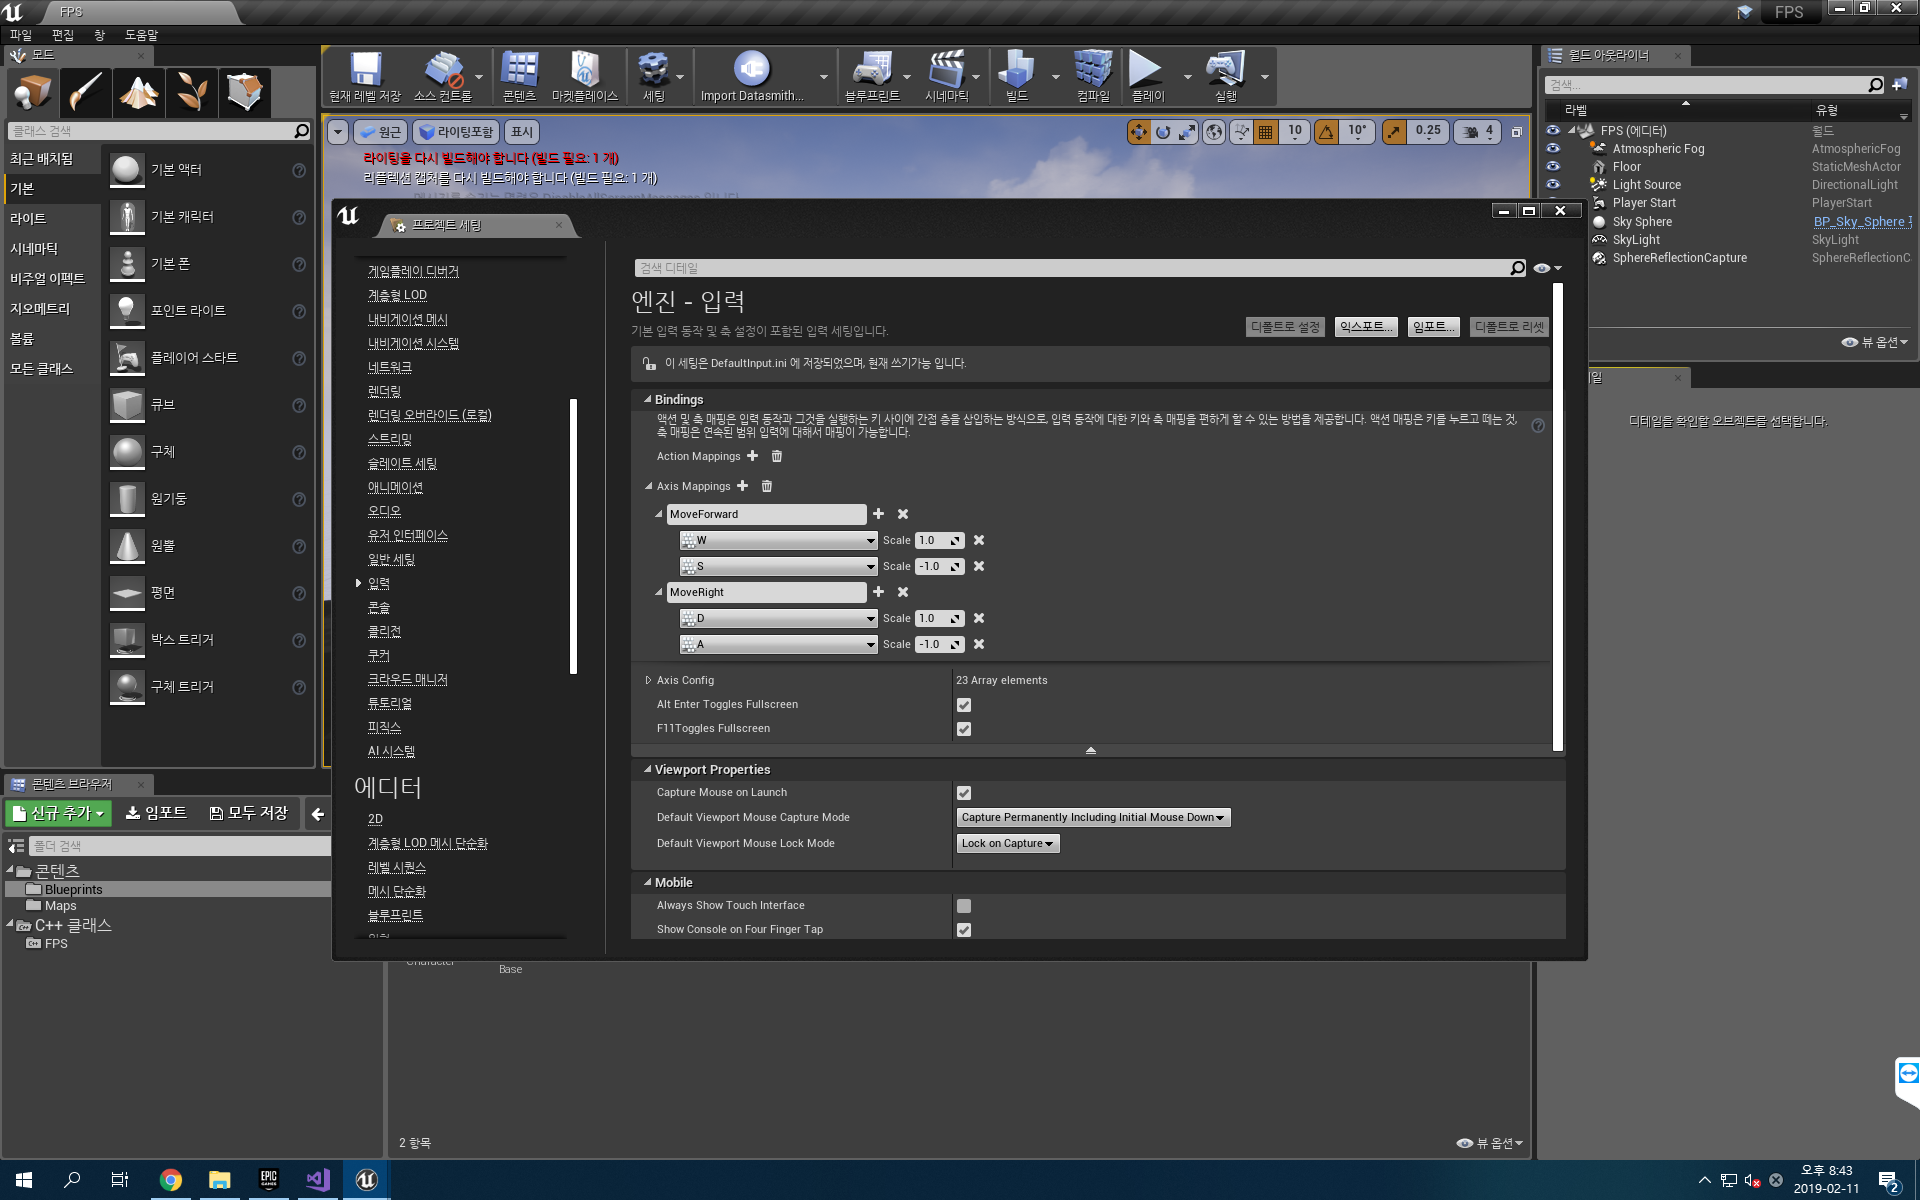 FPS
FPS
파일 편집 창 도움말
모드
월드 아웃라이너
현재 레벨 저장 소스 컨트롤 콘텐츠 마켓플레이스 세팅 Import Datasmith... 블루프린트 시네마틱 빌드 컴파일 플레이 실행
클래스 검색
최근 배치됨
기본
라이트
시네마틱
비주얼 이펙트
지오메트리
볼륨
모든 클래스
기본 액터
기본 캐릭터
기본 폰
포인트 라이트
플레이어 스타트
큐브
구체
원기둥
원뿔
평면
박스 트리거
구체 트리거
원근 라이팅포함 표시
10 10° 0.25 4
라이팅을 다시 빌드해야 합니다 (빌드 필요: 1 개)
리플렉션 캡처를 다시 빌드해야 합니다 (빌드 필요: 1 개)
검색...
라벨 유형
FPS (에디터) 월드
Atmospheric Fog AtmosphericFog
Floor StaticMeshActor
Light Source DirectionalLight
Player Start PlayerStart
Sky Sphere BP_Sky_Sphere
SkyLight SkyLight
SphereReflectionCapture SphereReflectionC
뷰 옵션
디테일을 확인할 오브젝트를 선택합니다.
프로젝트 세팅
게임플레이 디버거
계층형 LOD
내비게이션 메시
내비게이션 시스템
네트워크
렌더링
렌더링 오버라이드 (로컬)
스트리밍
슬레이트 세팅
애니메이션
오디오
유저 인터페이스
일반 세팅
입력
콘솔
콜리전
쿠커
크라우드 매니저
튜토리얼
피직스
AI 시스템
에디터
2D
계층형 LOD 메시 단순화
레벨 시퀀스
메시 단순화
블루프린트
검색 디테일
엔진 - 입력
기본 입력 동작 및 축 설정이 포함된 입력 세팅입니다.
디폴트로 설정 익스포트... 임포트... 디폴트로 리셋
이 세팅은 DefaultInput.ini 에 저장되었으며, 현재 쓰기가능 입니다.
Bindings
액션 및 축 매핑은 입력 동작과 그것을 실행하는 키 사이에 간접 층을 삽입하는 방식으로, 입력 동작에 대한 키와 축 매핑을 편하게 할 수 있는 방법을 제공합니다. 액션 매핑은 키를 누르고 떼는 것,
축 매핑은 연속된 범위 입력에 대해서 매핑이 가능합니다.
Action Mappings
Axis Mappings
MoveForward
W Scale 1.0
S Scale -1.0
MoveRight
D Scale 1.0
A Scale -1.0
Axis Config 23 Array elements
Alt Enter Toggles Fullscreen
F11Toggles Fullscreen
Viewport Properties
Capture Mouse on Launch
Default Viewport Mouse Capture Mode Capture Permanently Including Initial Mouse Down
Default Viewport Mouse Lock Mode Lock on Capture
Mobile
Always Show Touch Interface
Show Console on Four Finger Tap
콘텐츠 브라우저
신규 추가 임포트 모두 저장
폴더 검색
콘텐츠
Blueprints
Maps
C++ 클래스
FPS
Character Base
2 항목
뷰 옵션
EPIC GAMES
오후 8:43
2019-02-11
2